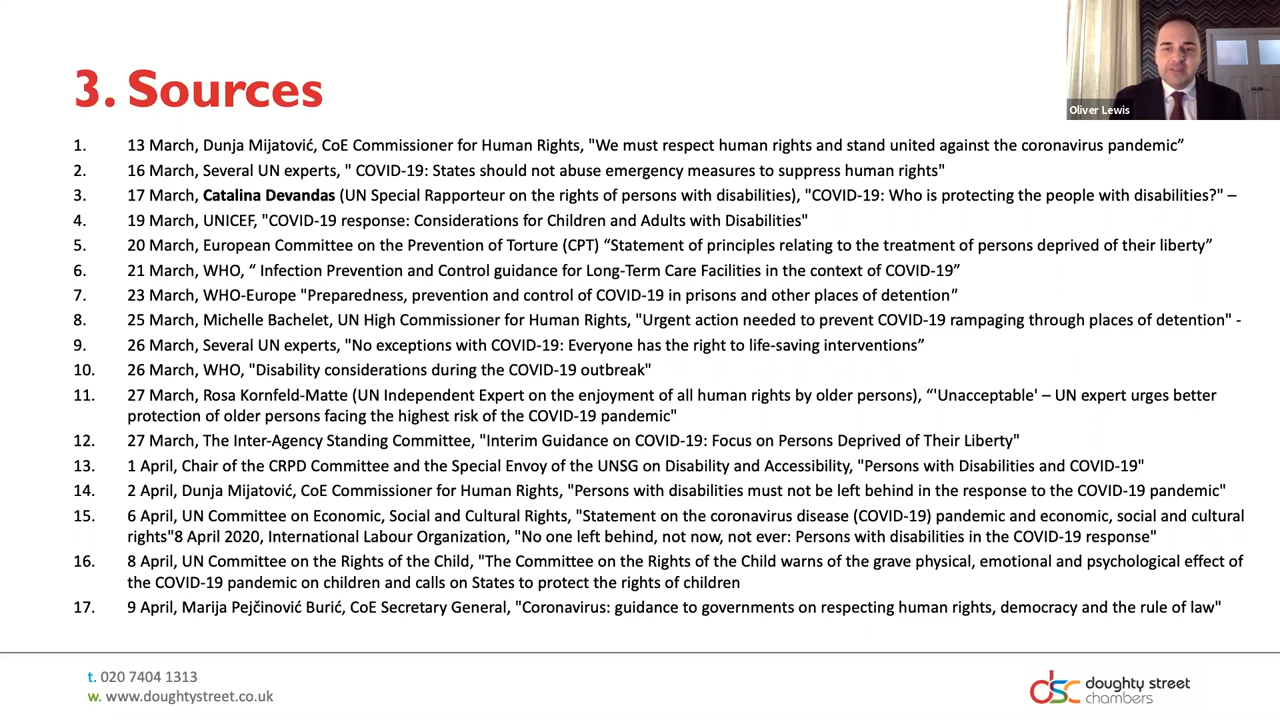 3. Sources
Oliver Lewis
1. 13 March, Dunja Mijatović, CoE Commissioner for Human Rights, "We must respect human rights and stand united against the coronavirus pandemic”
2. 16 March, Several UN experts, " COVID-19: States should not abuse emergency measures to suppress human rights"
3. 17 March, Catalina Devandas (UN Special Rapporteur on the rights of persons with disabilities), "COVID-19: Who is protecting the people with disabilities?" –
4. 19 March, UNICEF, "COVID-19 response: Considerations for Children and Adults with Disabilities"
5. 20 March, European Committee on the Prevention of Torture (CPT) “Statement of principles relating to the treatment of persons deprived of their liberty”
6. 21 March, WHO, “ Infection Prevention and Control guidance for Long-Term Care Facilities in the context of COVID-19”
7. 23 March, WHO-Europe "Preparedness, prevention and control of COVID-19 in prisons and other places of detention”
8. 25 March, Michelle Bachelet, UN High Commissioner for Human Rights, "Urgent action needed to prevent COVID-19 rampaging through places of detention" -
9. 26 March, Several UN experts, "No exceptions with COVID-19: Everyone has the right to life-saving interventions”
10. 26 March, WHO, "Disability considerations during the COVID-19 outbreak"
11. 27 March, Rosa Kornfeld-Matte (UN Independent Expert on the enjoyment of all human rights by older persons), “'Unacceptable' – UN expert urges better
protection of older persons facing the highest risk of the COVID-19 pandemic"
12. 27 March, The Inter-Agency Standing Committee, "Interim Guidance on COVID-19: Focus on Persons Deprived of Their Liberty"
13. 1 April, Chair of the CRPD Committee and the Special Envoy of the UNSG on Disability and Accessibility, "Persons with Disabilities and COVID-19"
14. 2 April, Dunja Mijatović, CoE Commissioner for Human Rights, "Persons with disabilities must not be left behind in the response to the COVID-19 pandemic"
15. 6 April, UN Committee on Economic, Social and Cultural Rights, "Statement on the coronavirus disease (COVID-19) pandemic and economic, social and cultural
rights"8 April 2020, International Labour Organization, "No one left behind, not now, not ever: Persons with disabilities in the COVID-19 response"
16. 8 April, UN Committee on the Rights of the Child, "The Committee on the Rights of the Child warns of the grave physical, emotional and psychological effect of
the COVID-19 pandemic on children and calls on States to protect the rights of children
17. 9 April, Marija Pejčinović Burić, CoE Secretary General, "Coronavirus: guidance to governments on respecting human rights, democracy and the rule of law"
t. 020 7404 1313
w. www.doughtystreet.co.uk
dsc doughty street
chambers